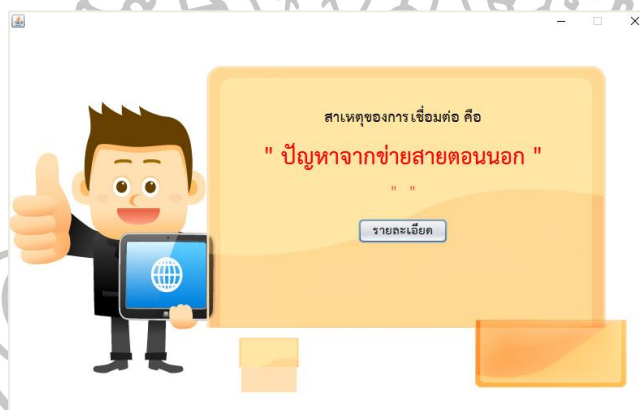 สาเหตุของการเชื่อมต่อ คือ
" ปัญหาจากข่ายสายตอนนอก "
" "
รายละเอียด